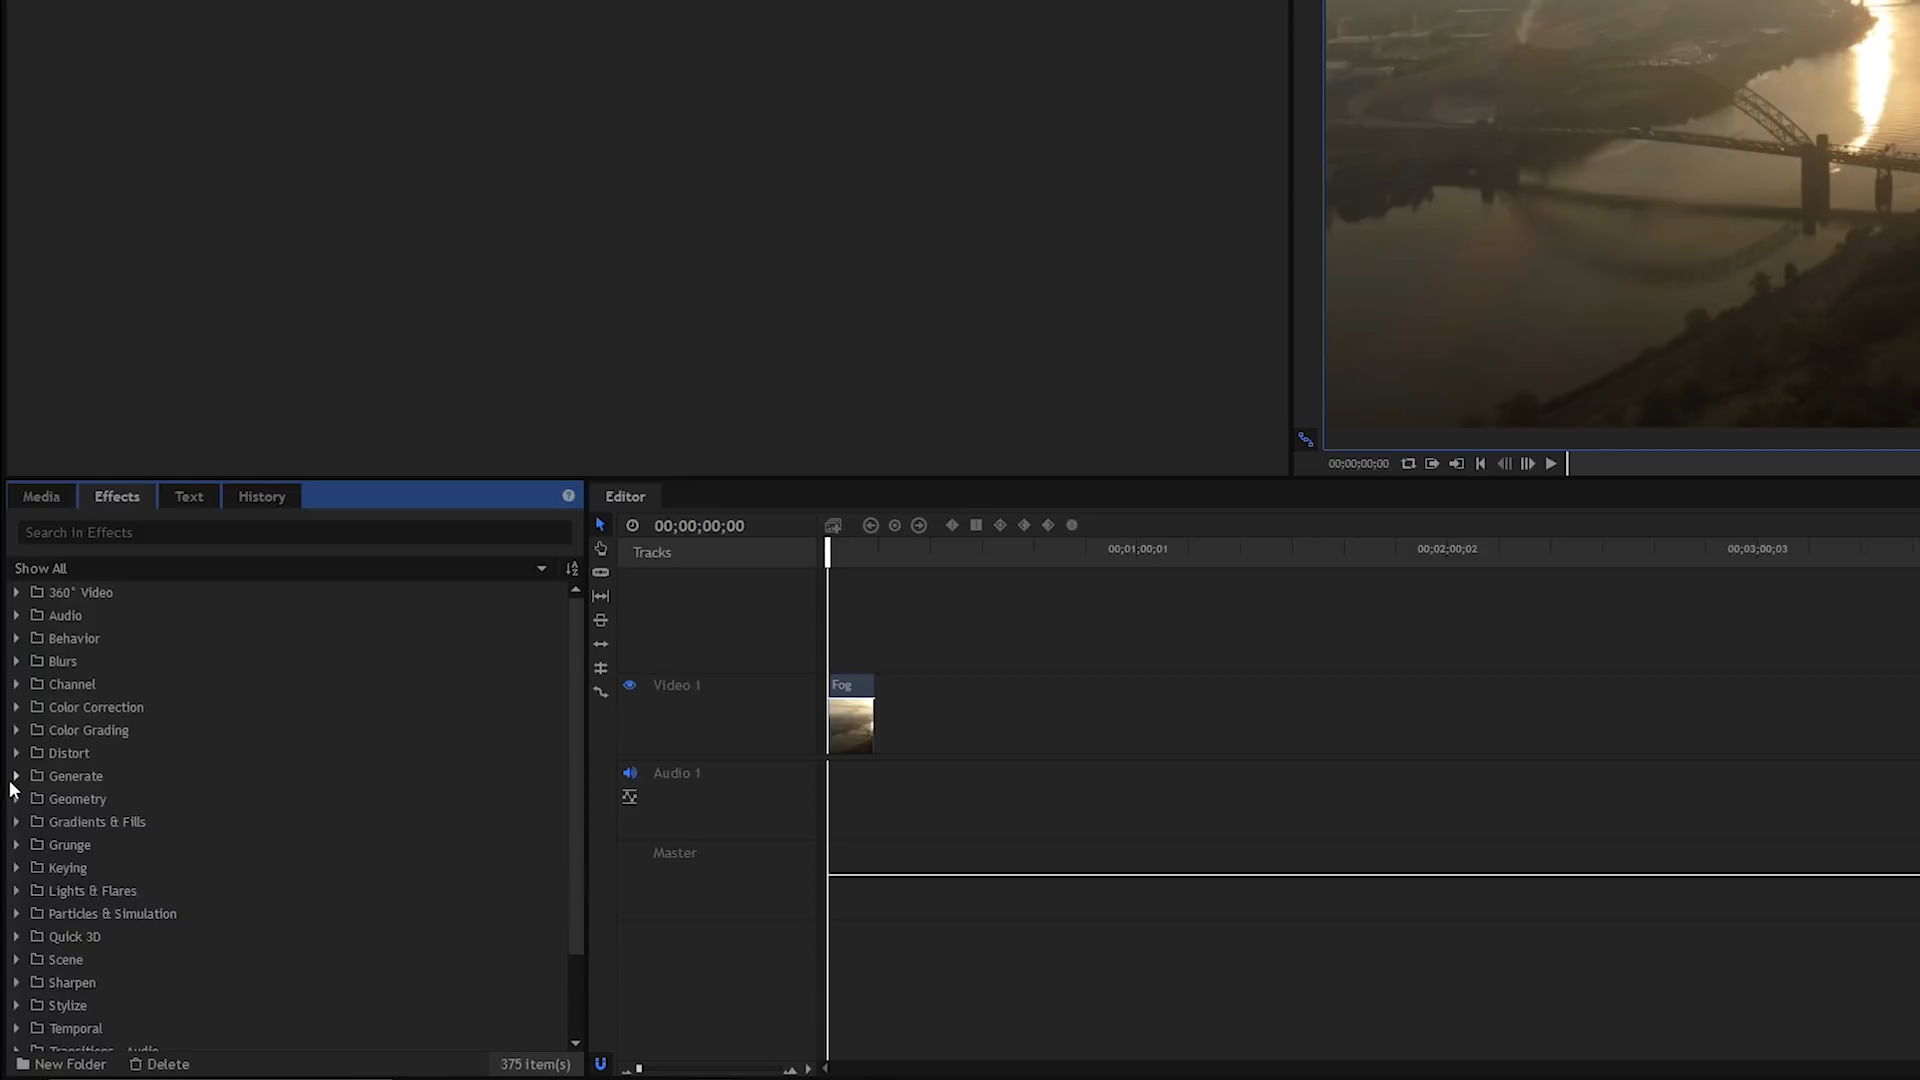 00;00;00;00
Media
Effects
Text
History
Editor
Search in Effects
00;00;00;00
Tracks
00;01;00;01
00;02;00;02
00;03;00;03
Show All
360° Video
Audio
Behavior
Blurs
Channel
Color Correction
Color Grading
Distort
Generate
Geometry
Gradients & Fills
Grunge
Keying
Lights & Flares
Particles & Simulation
Quick 3D
Scene
Sharpen
Stylize
Temporal
Transitions - Audio
Video 1
Fog
Audio 1
Master
New Folder
Delete
375 item(s)